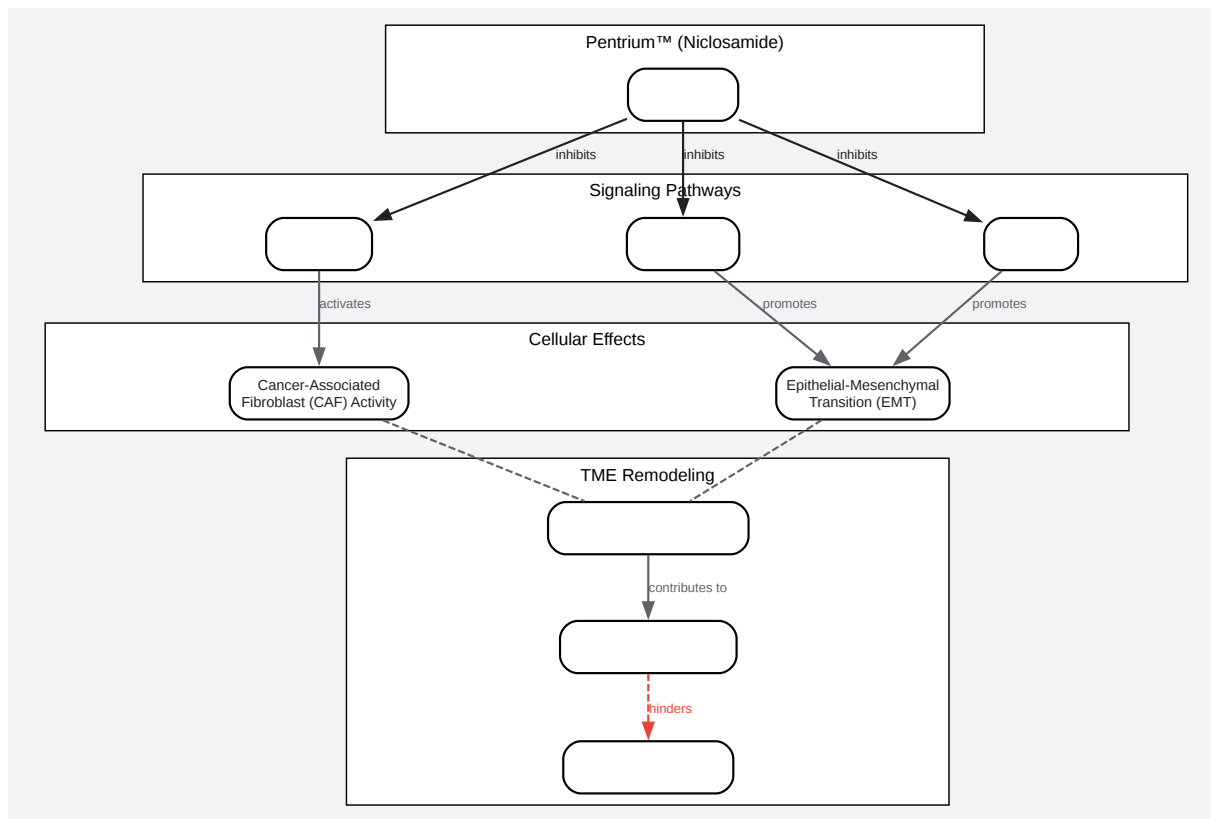 Pentrium™ (Niclosamide)
inhibits
inhibits
inhibits
Signaling Pathways
activates
promotes
promotes
Cellular Effects
Cancer-Associated
Fibroblast (CAF) Activity
Epithelial-Mesenchymal
Transition (EMT)
TME Remodeling
contributes to
hinders